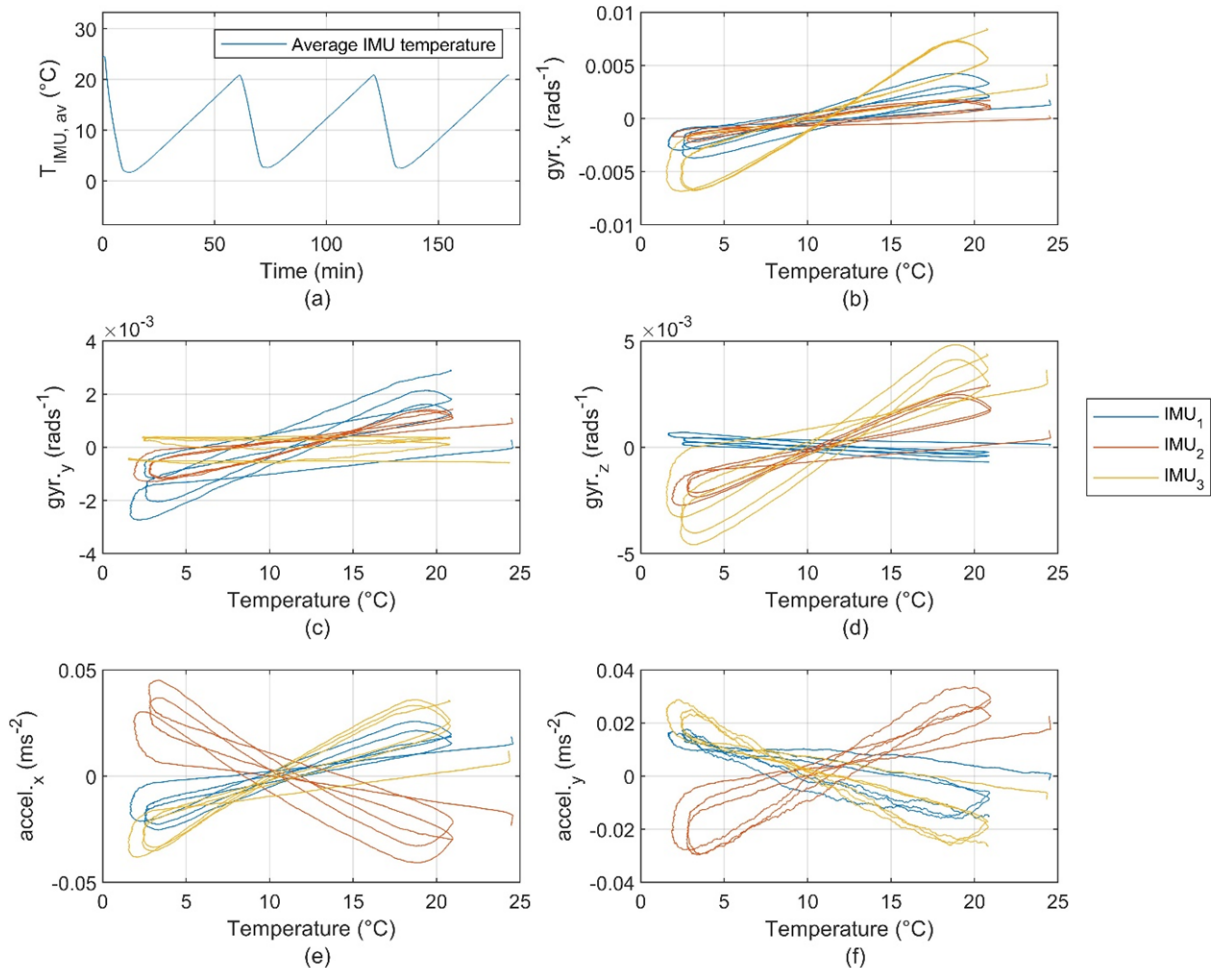 30
20
10
0
T_IMU, av (°C)
Average IMU temperature
0 50 100 150
Time (min)
(a)
0.01
0.005
0
-0.005
-0.01
gyr._x (rads^-1)
0 5 10 15 20 25
Temperature (°C)
(b)
×10^-3
4
2
0
-2
-4
gyr._y (rads^-1)
0 5 10 15 20 25
Temperature (°C)
(c)
×10^-3
5
0
-5
gyr._z (rads^-1)
0 5 10 15 20 25
Temperature (°C)
(d)
IMU_1
IMU_2
IMU_3
0.05
0
-0.05
accel._x (ms^-2)
0 5 10 15 20 25
Temperature (°C)
(e)
0.04
0.02
0
-0.02
-0.04
accel._y (ms^-2)
0 5 10 15 20 25
Temperature (°C)
(f)